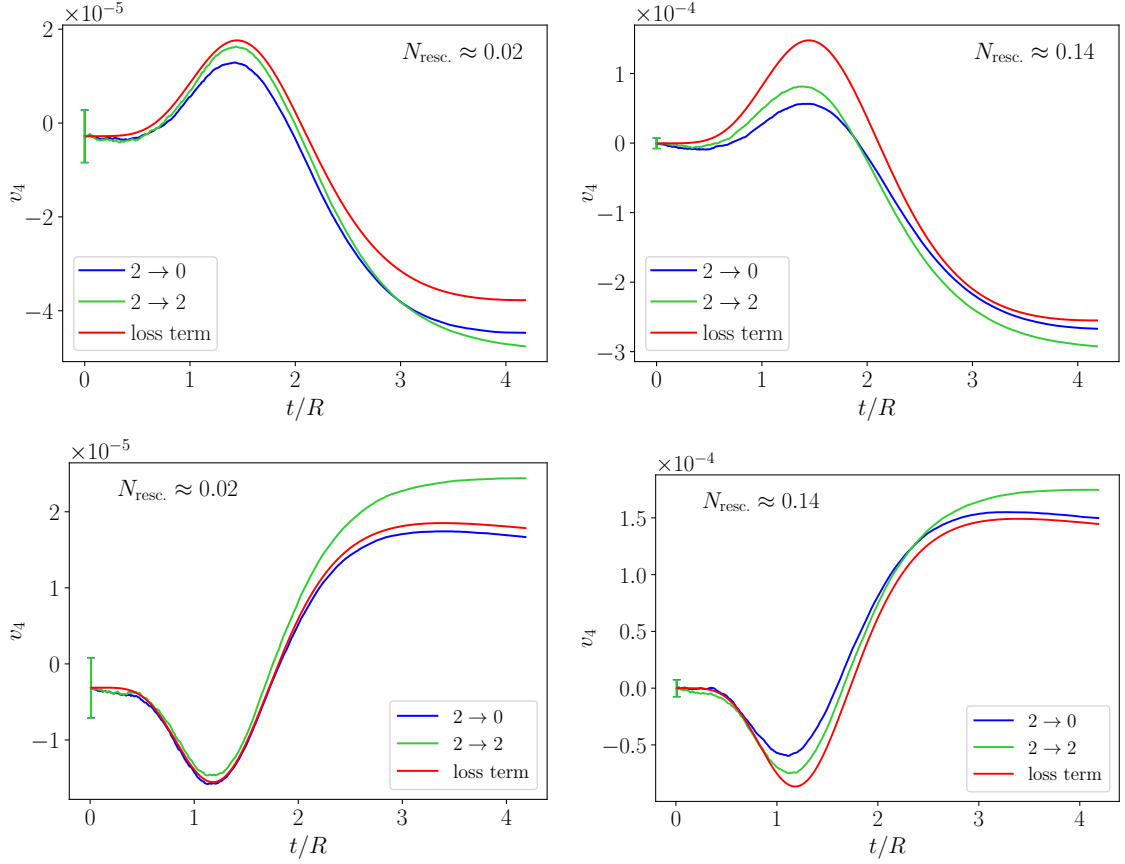 ×10⁻⁵
N_resc. ≈ 0.02
2
0
−2
−4
v₄
2 → 0
2 → 2
loss term
0 1 2 3 4
t/R
×10⁻⁴
N_resc. ≈ 0.14
1
0
−1
−2
−3
v₄
2 → 0
2 → 2
loss term
0 1 2 3 4
t/R
×10⁻⁵
N_resc. ≈ 0.02
2
1
0
−1
v₄
2 → 0
2 → 2
loss term
0 1 2 3 4
t/R
×10⁻⁴
N_resc. ≈ 0.14
1.5
1.0
0.5
0.0
−0.5
v₄
2 → 0
2 → 2
loss term
0 1 2 3 4
t/R